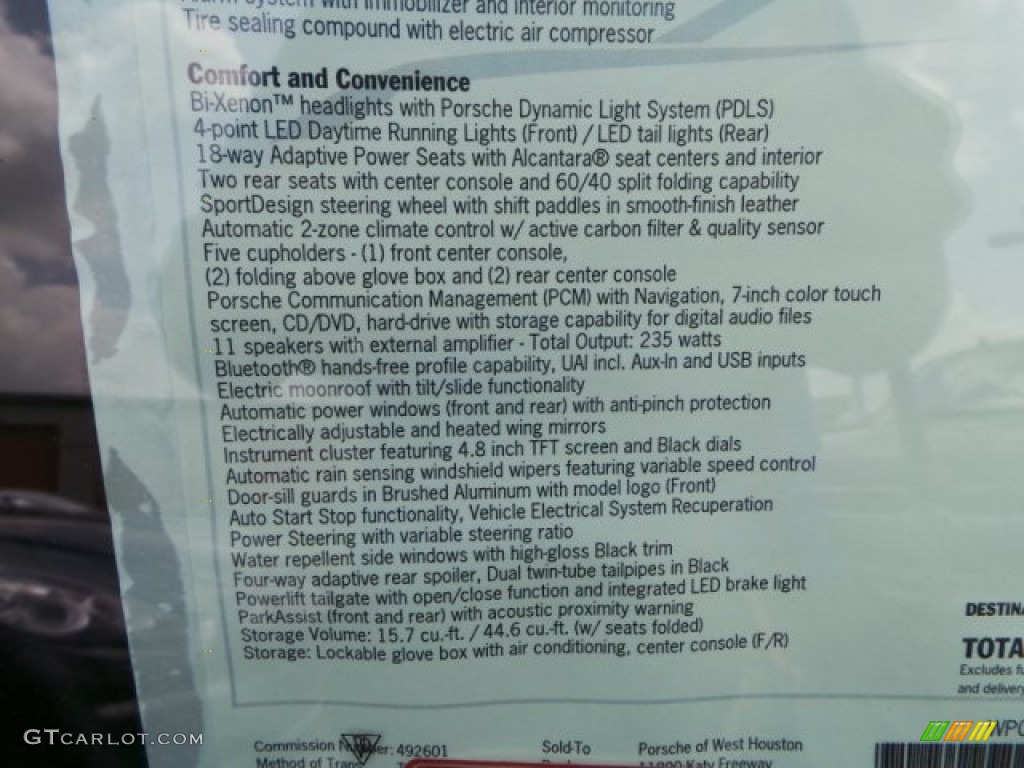 with immobilizer and interior monitoring
Tire sealing compound with electric air compressor
Comfort and Convenience
Bi-Xenon™ headlights with Porsche Dynamic Light System (PDLS)
4-point LED Daytime Running Lights (Front) / LED tail lights (Rear)
18-way Adaptive Power Seats with Alcantara® seat centers and interior
Two rear seats with center console and 60/40 split folding capability
SportDesign steering wheel with shift paddles in smooth-finish leather
Automatic 2-zone climate control w/ active carbon filter & quality sensor
Five cupholders - (1) front center console,
(2) folding above glove box and (2) rear center console
Porsche Communication Management (PCM) with Navigation, 7-inch color touch
screen, CD/DVD, hard-drive with storage capability for digital audio files
11 speakers with external amplifier - Total Output: 235 watts
Bluetooth® hands-free profile capability, UAI incl. Aux-In and USB inputs
Electric moonroof with tilt/slide functionality
Automatic power windows (front and rear) with anti-pinch protection
Electrically adjustable and heated wing mirrors
Instrument cluster featuring 4.8 inch TFT screen and Black dials
Automatic rain sensing windshield wipers featuring variable speed control
Door-sill guards in Brushed Aluminum with model logo (Front)
Auto Start Stop functionality, Vehicle Electrical System Recuperation
Power Steering with variable steering ratio
Water repellent side windows with high-gloss Black trim
Four-way adaptive rear spoiler, Dual twin-tube tailpipes in Black
Powerlift tailgate with open/close function and integrated LED brake light
ParkAssist (front and rear) with acoustic proximity warning
Storage Volume: 15.7 cu.-ft. / 44.6 cu.-ft. (w/ seats folded)
Storage: Lockable glove box with air conditioning, center console (F/R)
DESTINA
TOTA
Excludes fu
and delivery
WPO
Commission 492601
Sold-To
Porsche of West Houston
Method of Trans
11890 Katy Freeway
GTCARLOT.COM